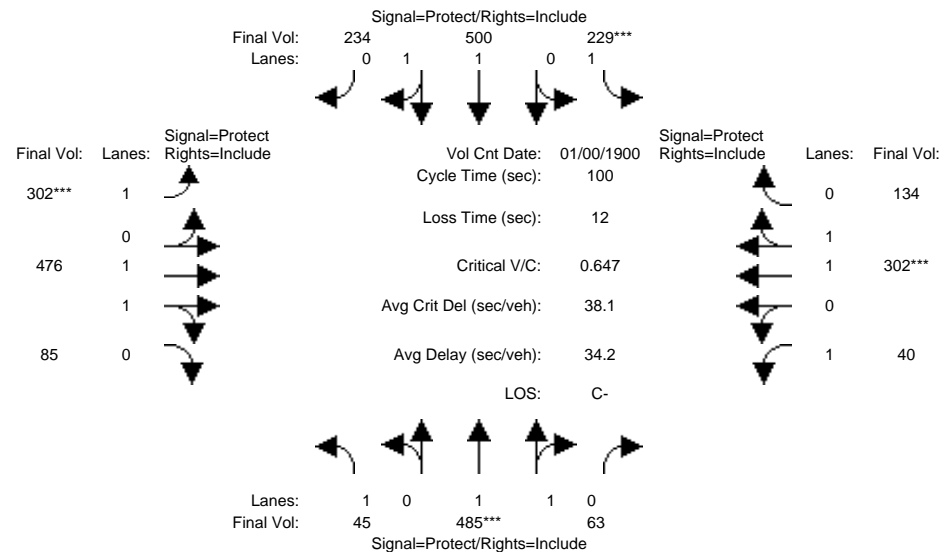 Signal=Protect/Rights=Include
Final Vol: 234 500 229***
Lanes: 0 1 1 0 1
Signal=Protect Signal=Protect
Final Vol: Lanes: Rights=Include Vol Cnt Date: 01/00/1900 Rights=Include Lanes: Final Vol:
Cycle Time (sec): 100
302*** 1 0 134
Loss Time (sec): 12
0 1
476 1 Critical V/C: 0.647 1 302***
1 Avg Crit Del (sec/veh): 38.1 0
85 0 Avg Delay (sec/veh): 34.2 1 40
LOS: C-
Lanes: 1 0 1 1 0
Final Vol: 45 485*** 63
Signal=Protect/Rights=Include